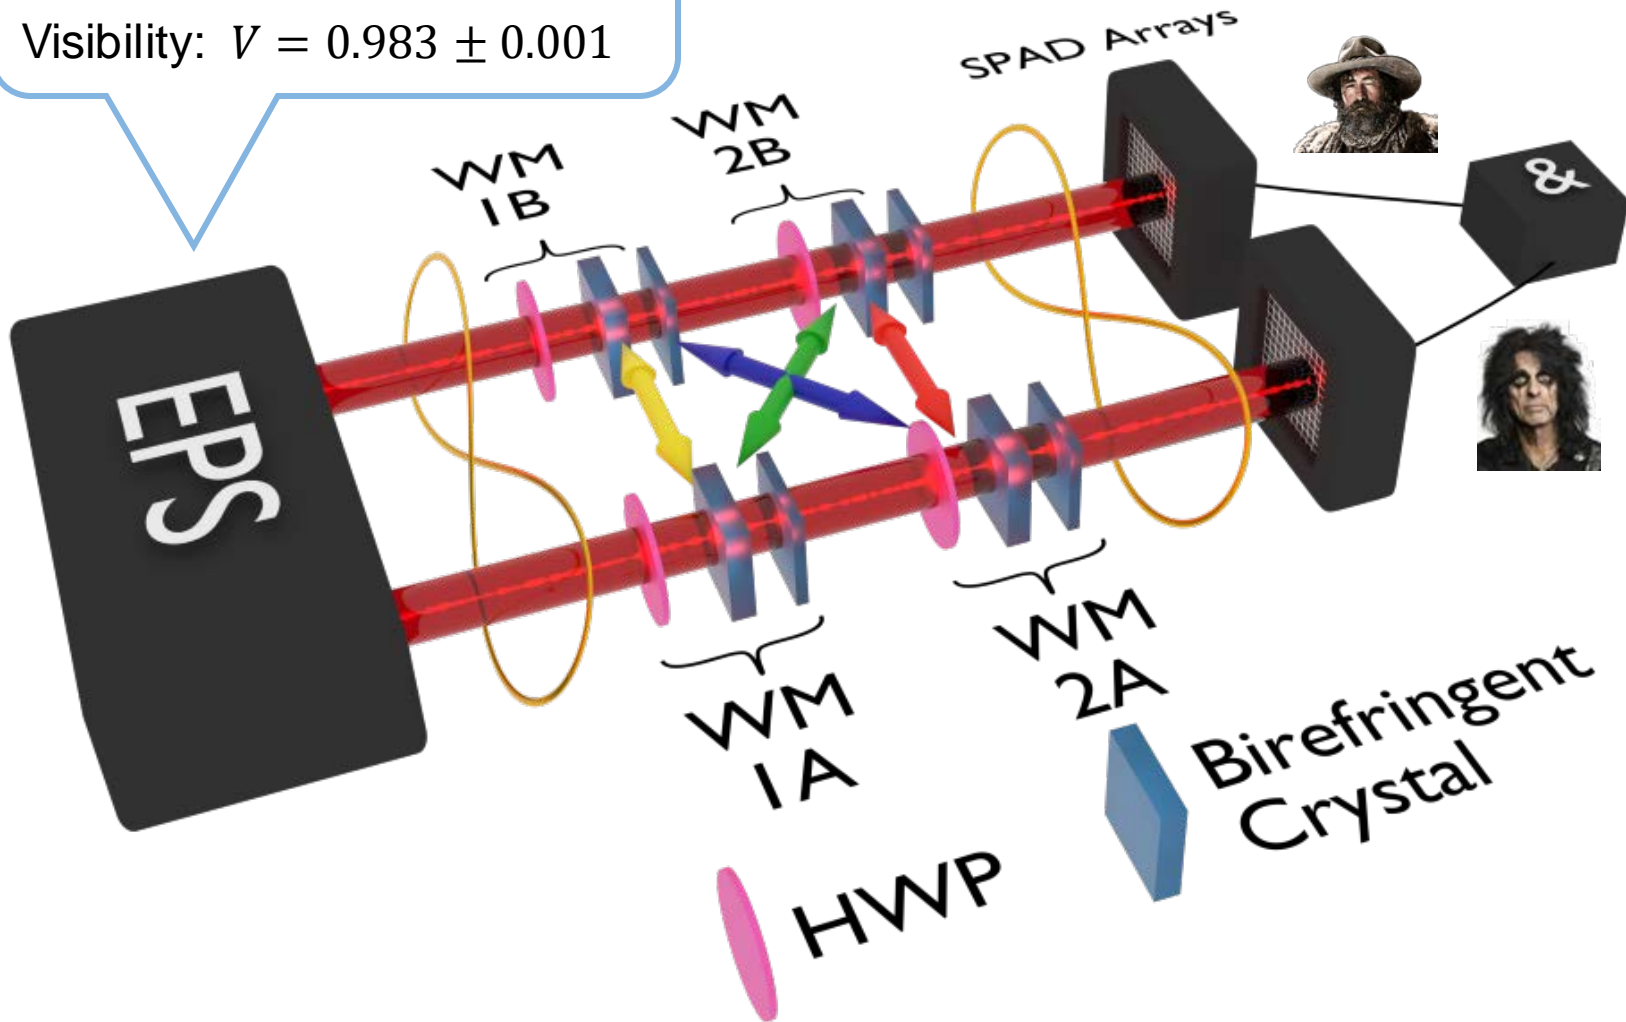 Visibility: V = 0.983 ± 0.001
SPAD Arrays
WM
2B
WM
1B
&
EPS
WM
2A
WM
1A
Birefringent
Crystal
HWP